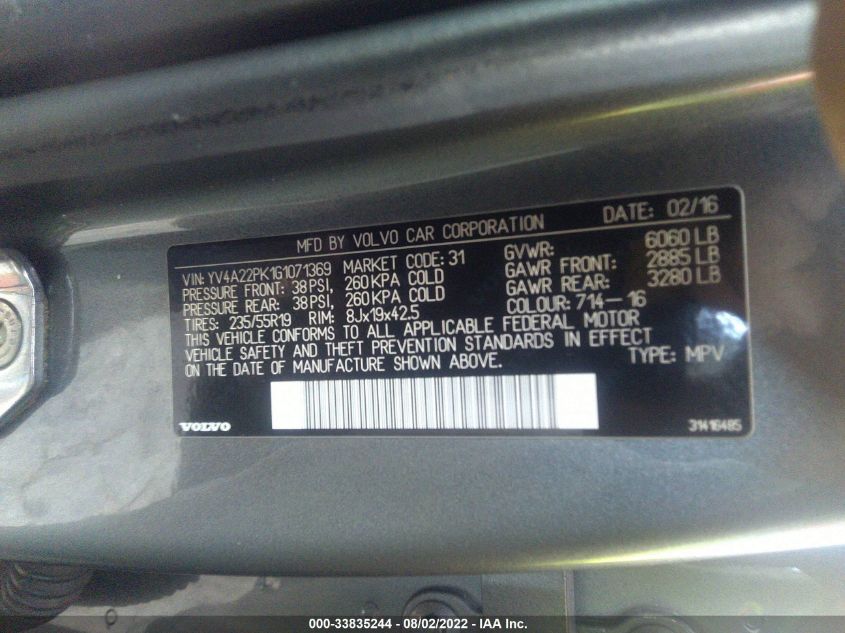 MFD BY VOLVO CAR CORPORATION DATE: 02/16
VIN: YV4A22PK1G1071369 MARKET CODE: 31 GVWR: 6060 LB
PRESSURE FRONT: 38 PSI, 260 KPA COLD GAWR FRONT: 2885 LB
PRESSURE REAR: 38 PSI, 260 KPA COLD GAWR REAR: 3280 LB
TIRES: 235/55R19 RIM: 8Jx19x42.5 COLOUR: 714-16
THIS VEHICLE CONFORMS TO ALL APPLICABLE FEDERAL MOTOR
VEHICLE SAFETY AND THEFT PREVENTION STANDARDS IN EFFECT
ON THE DATE OF MANUFACTURE SHOWN ABOVE. TYPE: MPV
VOLVO 31416485
000-33835244 - 08/02/2022 - IAA Inc.